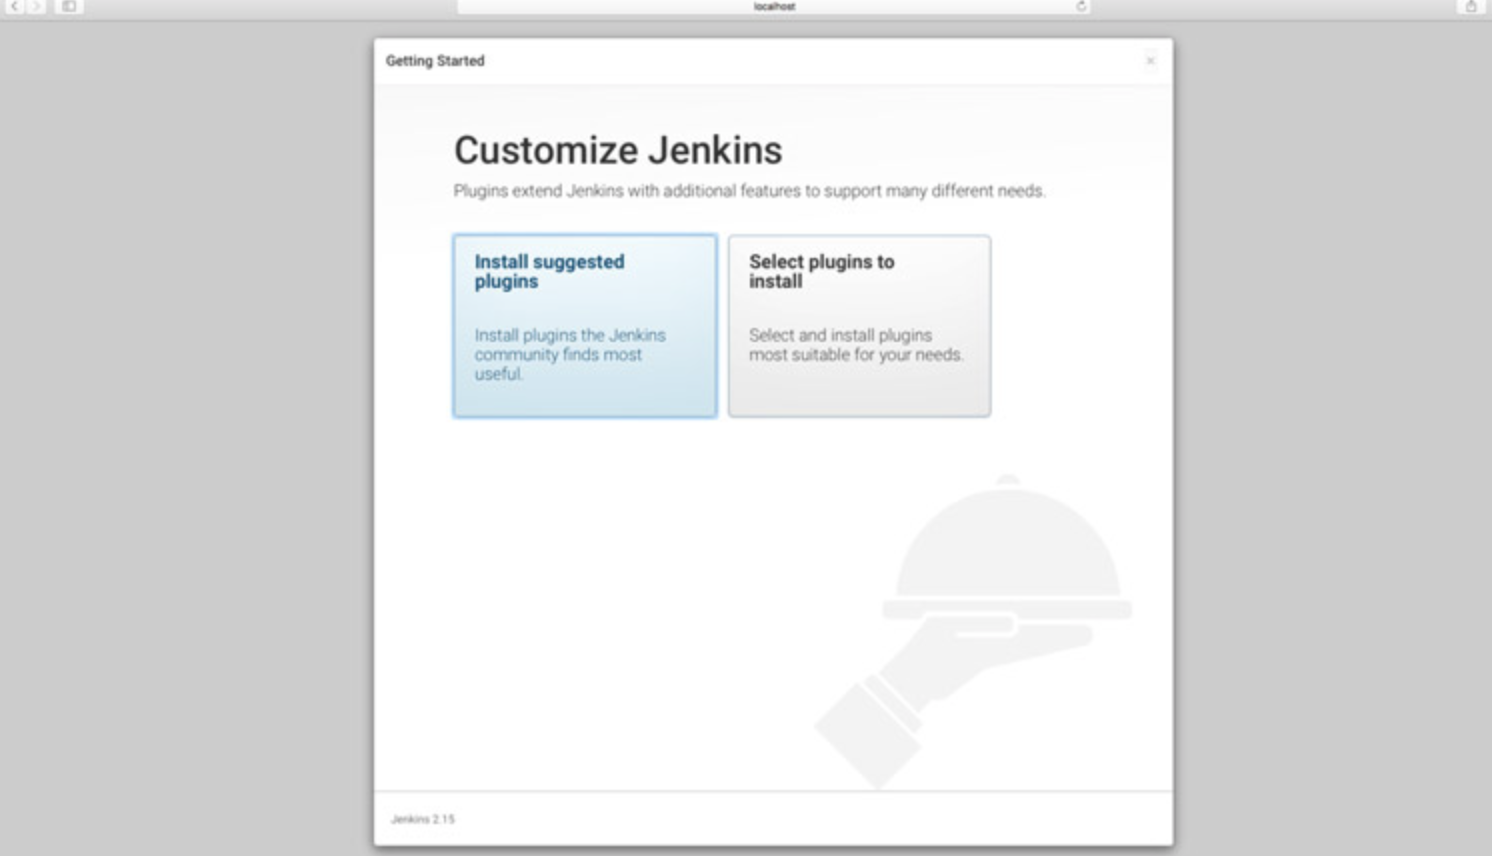 localhost
Getting Started
Customize Jenkins
Plugins extend Jenkins with additional features to support many different needs.
Install suggested
plugins
Install plugins the Jenkins
community finds most
useful.
Select plugins to
install
Select and install plugins
most suitable for your needs.
Jenkins 2.15